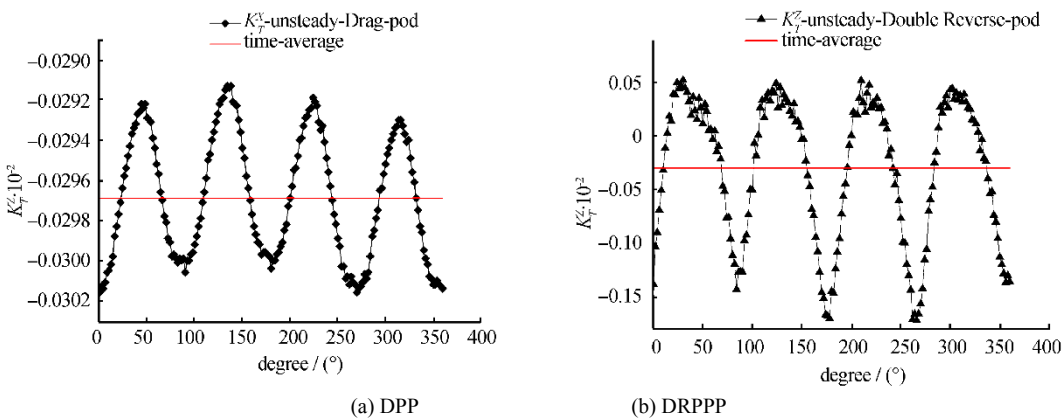 K_T^X-unsteady-Drag-pod
time-average
−0.0290
−0.0292
−0.0294
−0.0296
−0.0298
−0.0300
−0.0302
K_T^Z·10^-2
0 50 100 150 200 250 300 350 400
degree / (°)
(a) DPP
K_T^Z-unsteady-Double Reverse-pod
time-average
0.05
0
−0.05
−0.10
−0.15
K_T^Z·10^-2
0 50 100 150 200 250 300 350 400
degree / (°)
(b) DRPPP